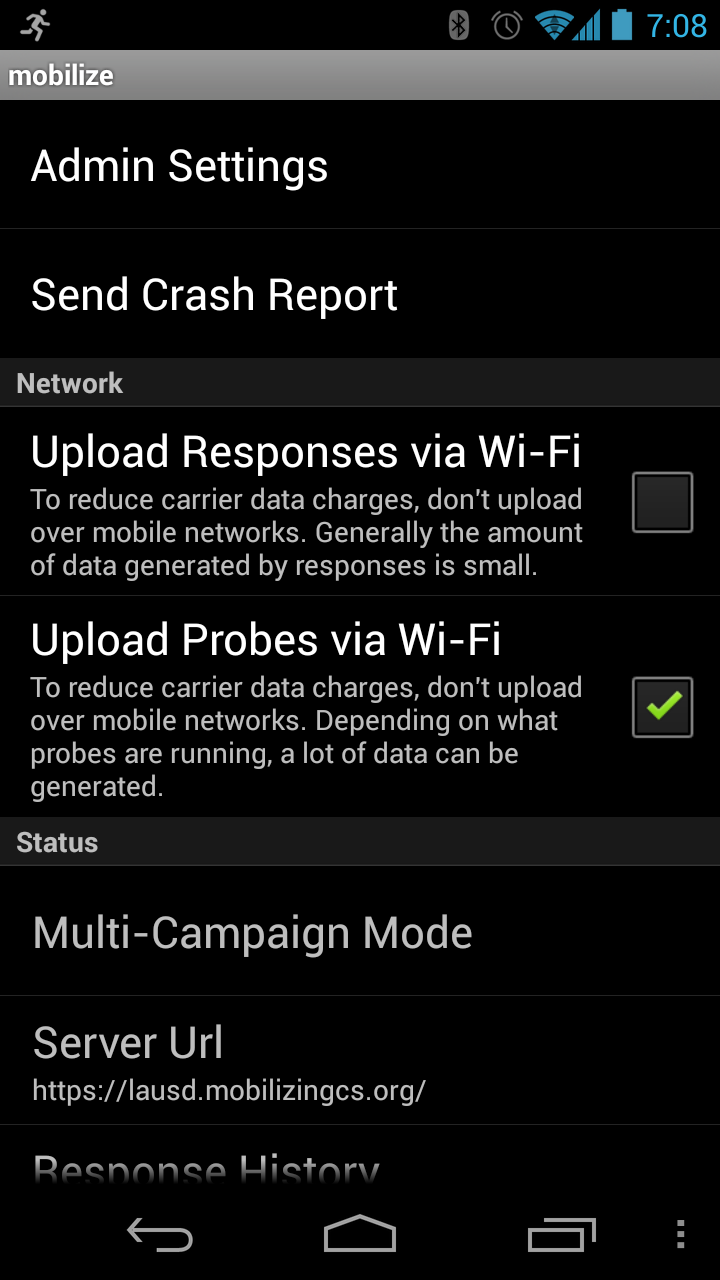 7:08
mobilize
Admin Settings
Send Crash Report
Network
Upload Responses via Wi-Fi
To reduce carrier data charges, don't upload
over mobile networks. Generally the amount
of data generated by responses is small.
Upload Probes via Wi-Fi
To reduce carrier data charges, don't upload
over mobile networks. Depending on what
probes are running, a lot of data can be
generated.
Status
Multi-Campaign Mode
Server Url
https://lausd.mobilizingcs.org/
Response History